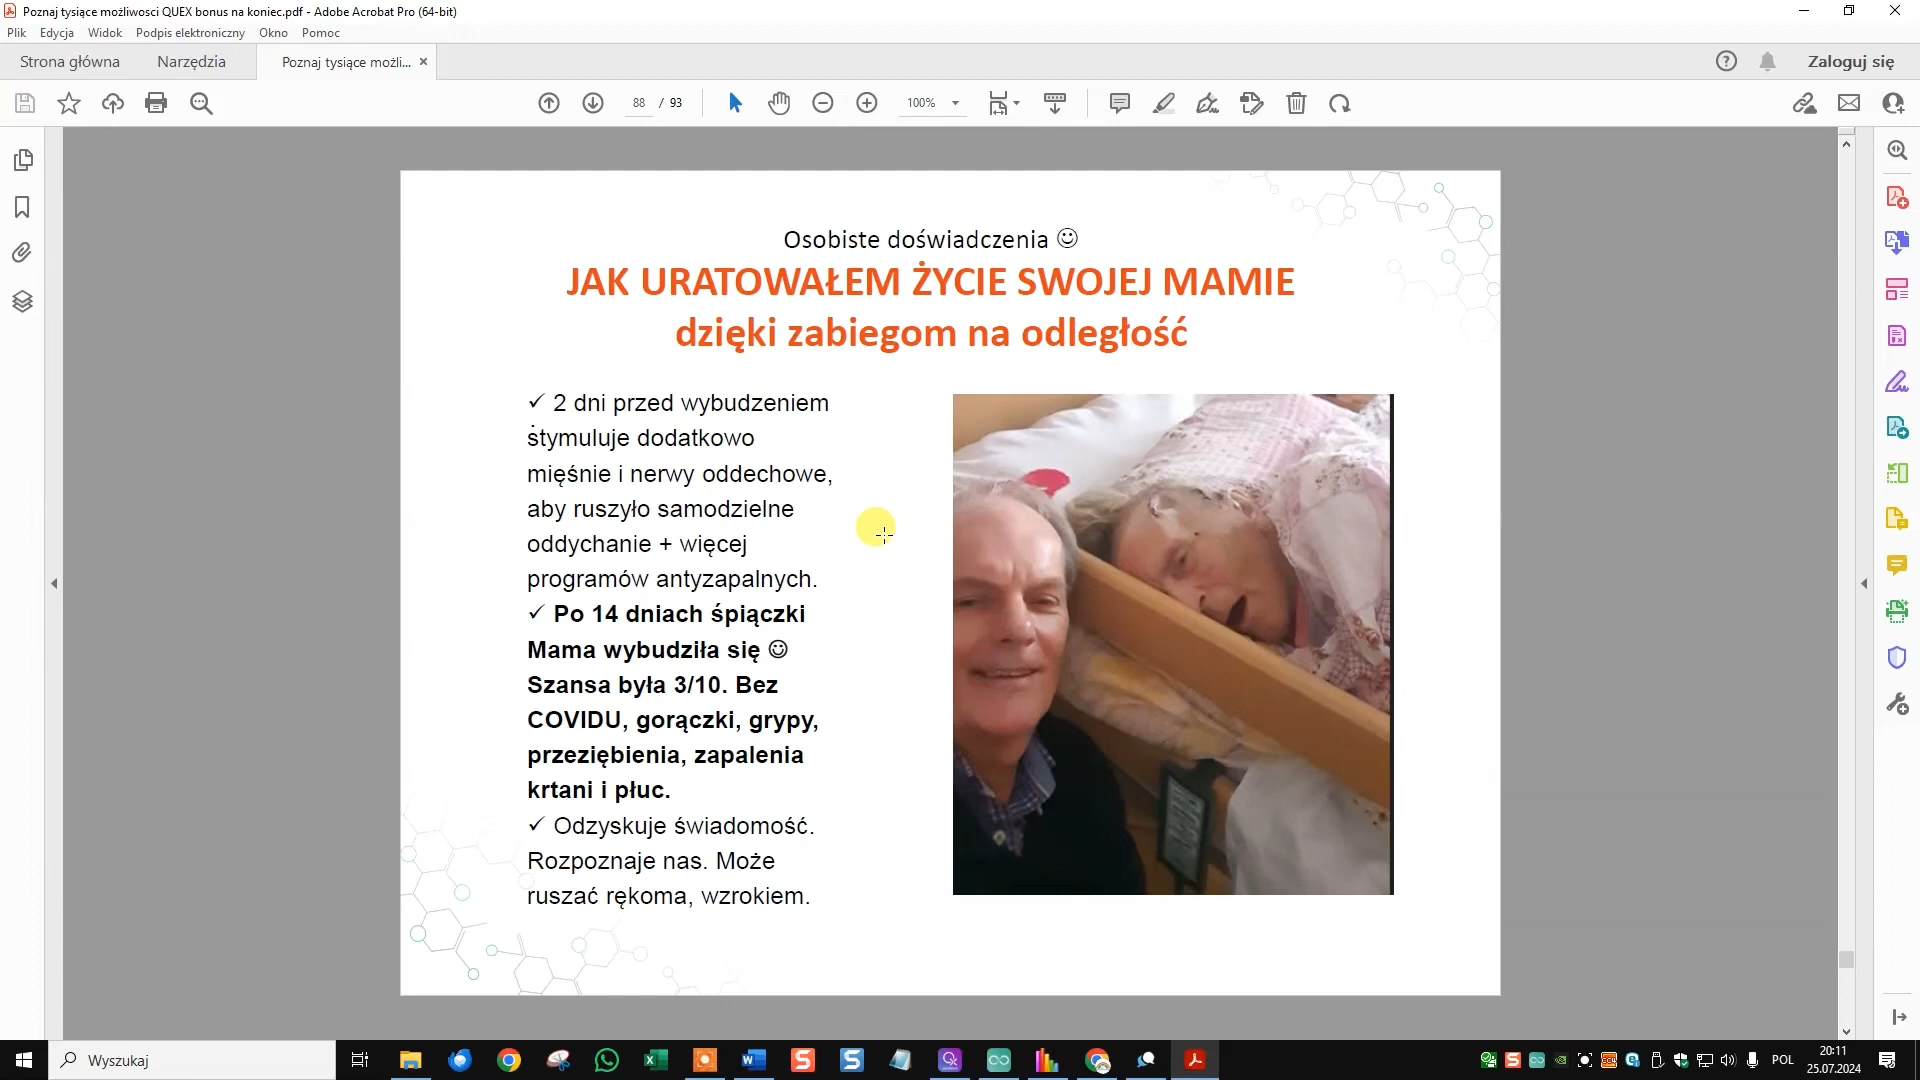 Poznaj tysiące możliwosci QUEX bonus na koniec.pdf - Adobe Acrobat Pro (64-bit)
Plik Edycja Widok Podpis elektroniczny Okno Pomoc
Strona główna Narzędzia Poznaj tysiące możli... Zaloguj się
88 / 93 100%
Osobiste doświadczenia ☺
JAK URATOWAŁEM ŻYCIE SWOJEJ MAMIE
dzięki zabiegom na odległość
✓ 2 dni przed wybudzeniem
stymuluje dodatkowo
mięśnie i nerwy oddechowe,
aby ruszyło samodzielne
oddychanie + więcej
programów antyzapalnych.
✓ Po 14 dniach śpiączki
Mama wybudziła się ☺
Szansa była 3/10. Bez
COVIDU, gorączki, grypy,
przeziębienia, zapalenia
krtani i płuc.
✓ Odzyskuje świadomość.
Rozpoznaje nas. Może
ruszać rękoma, wzrokiem.
Wyszukaj
POL
20:11
25.07.2024